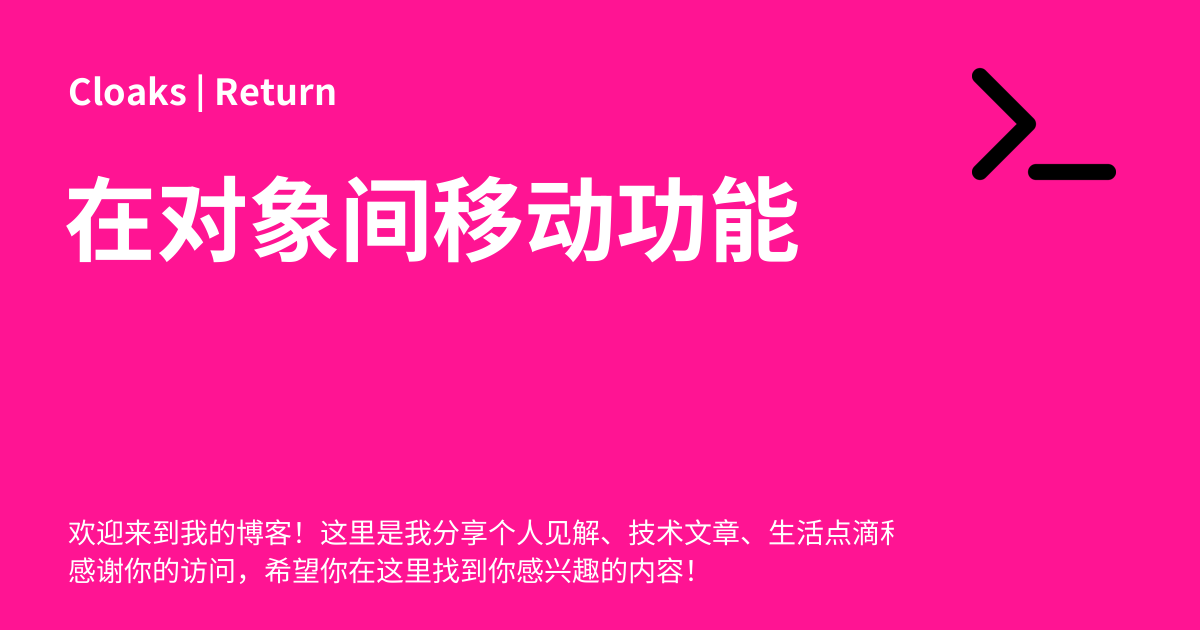 Cloaks | Return
在对象间移动功能
欢迎来到我的博客！这里是我分享个人见解、技术文章、生活点滴
感谢你的访问，希望你在这里找到你感兴趣的内容！